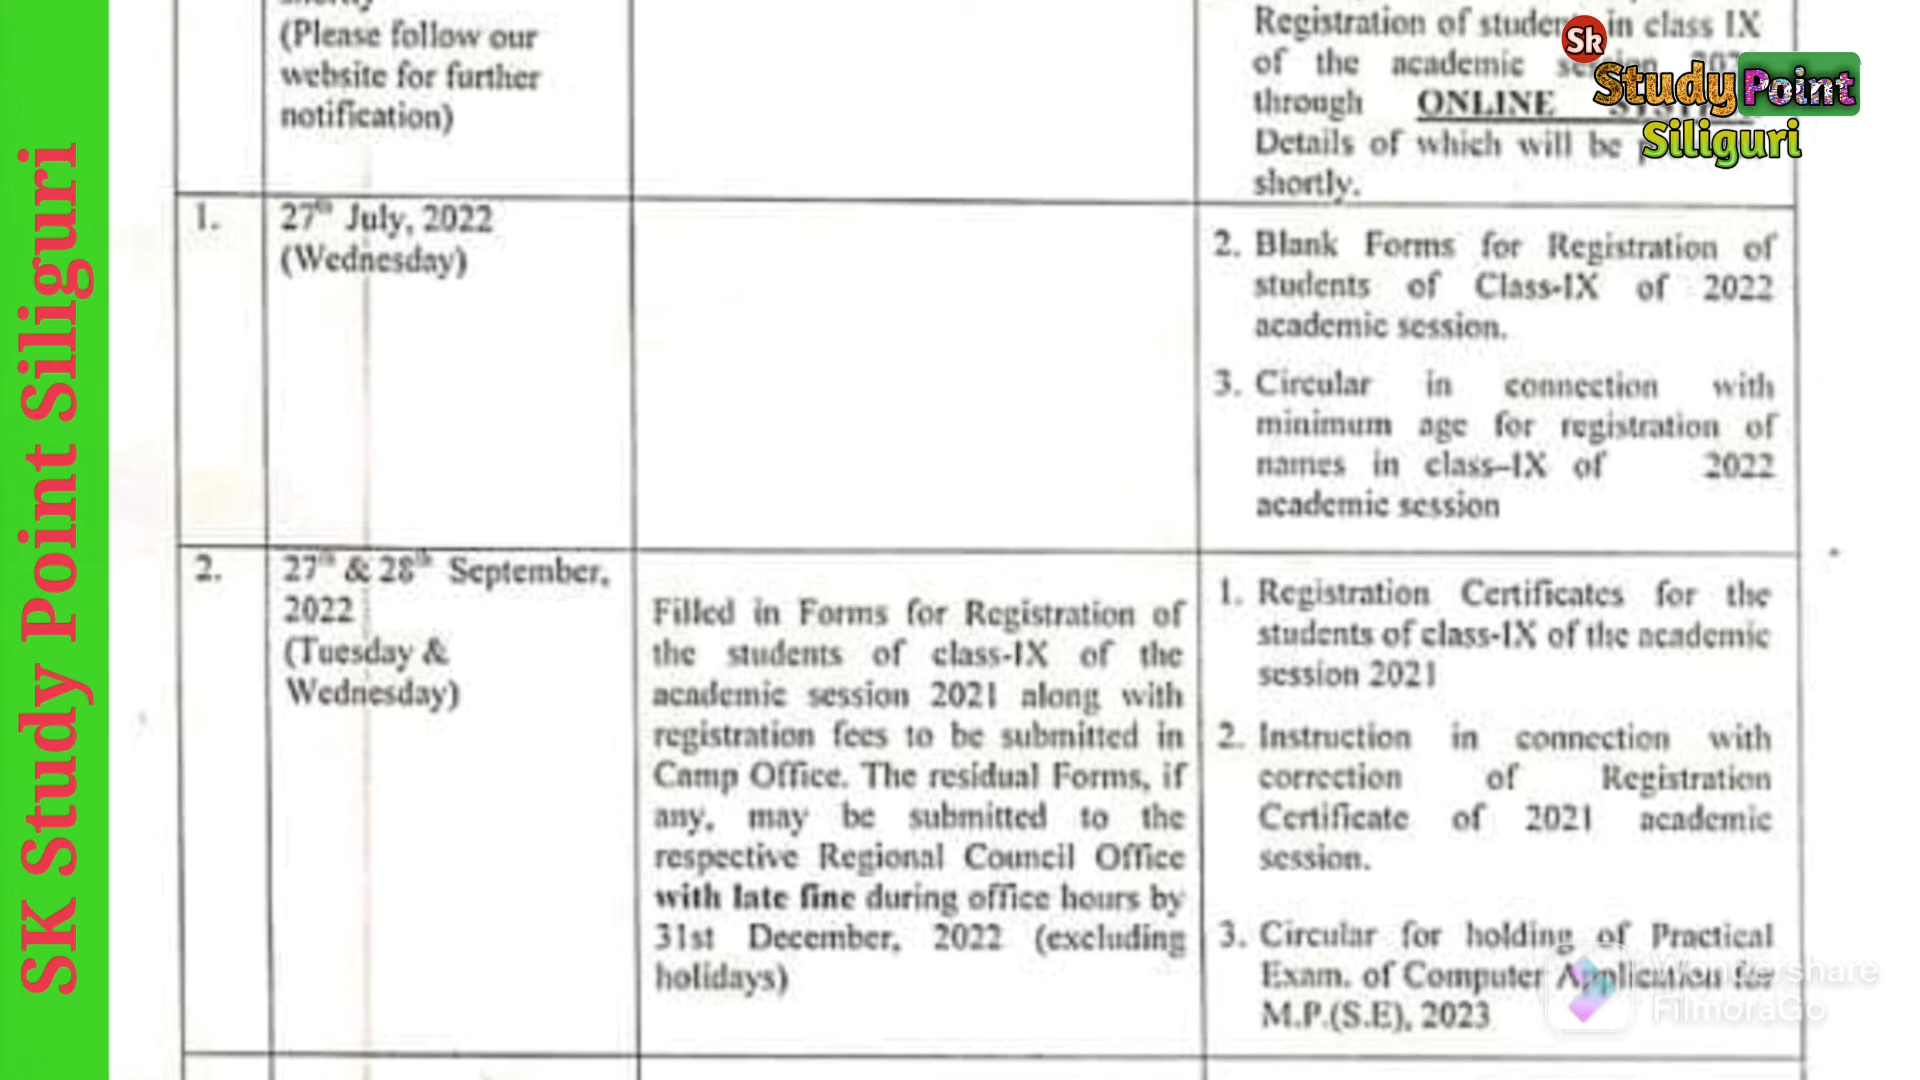 SK Study Point Siliguri
(Please follow our
website for further
notification)
Registration of students in class IX
of the academic
through ONLINE
Details of which will be
shortly.
Sk
Study Point
Siliguri
1.
27th July, 2022
(Wednesday)
2. Blank Forms for Registration of
students of Class-IX of 2022
academic session.
3. Circular in connection with
minimum age for registration of
names in class–IX of 2022
academic session
2.
27th & 28th September,
2022
(Tuesday &
Wednesday)
Filled in Forms for Registration of
the students of class-IX of the
academic session 2021 along with
registration fees to be submitted in
Camp Office. The residual Forms, if
any, may be submitted to the
respective Regional Council Office
with late fine during office hours by
31st December, 2022 (excluding
holidays)
1. Registration Certificates for the
students of class-IX of the academic
session 2021
2. Instruction in connection with
correction of Registration
Certificate of 2021 academic
session.
3. Circular for holding of Practical
Exam. of Computer Application for
M.P.(S.E), 2023
Wondershare
FilmoraGo